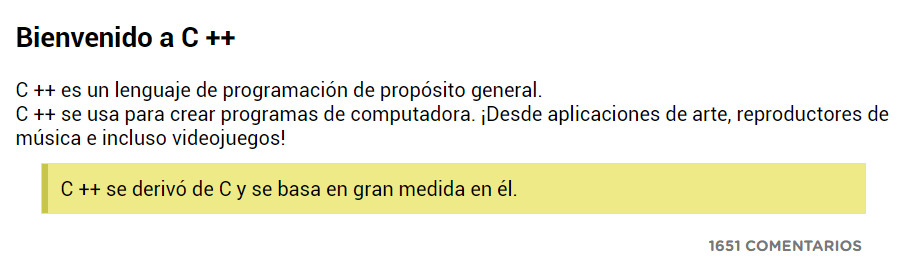 Bienvenido a C ++
C ++ es un lenguaje de programación de propósito general.
C ++ se usa para crear programas de computadora. ¡Desde aplicaciones de arte, reproductores de
música e incluso videojuegos!
C ++ se derivó de C y se basa en gran medida en él.
1651 COMENTARIOS